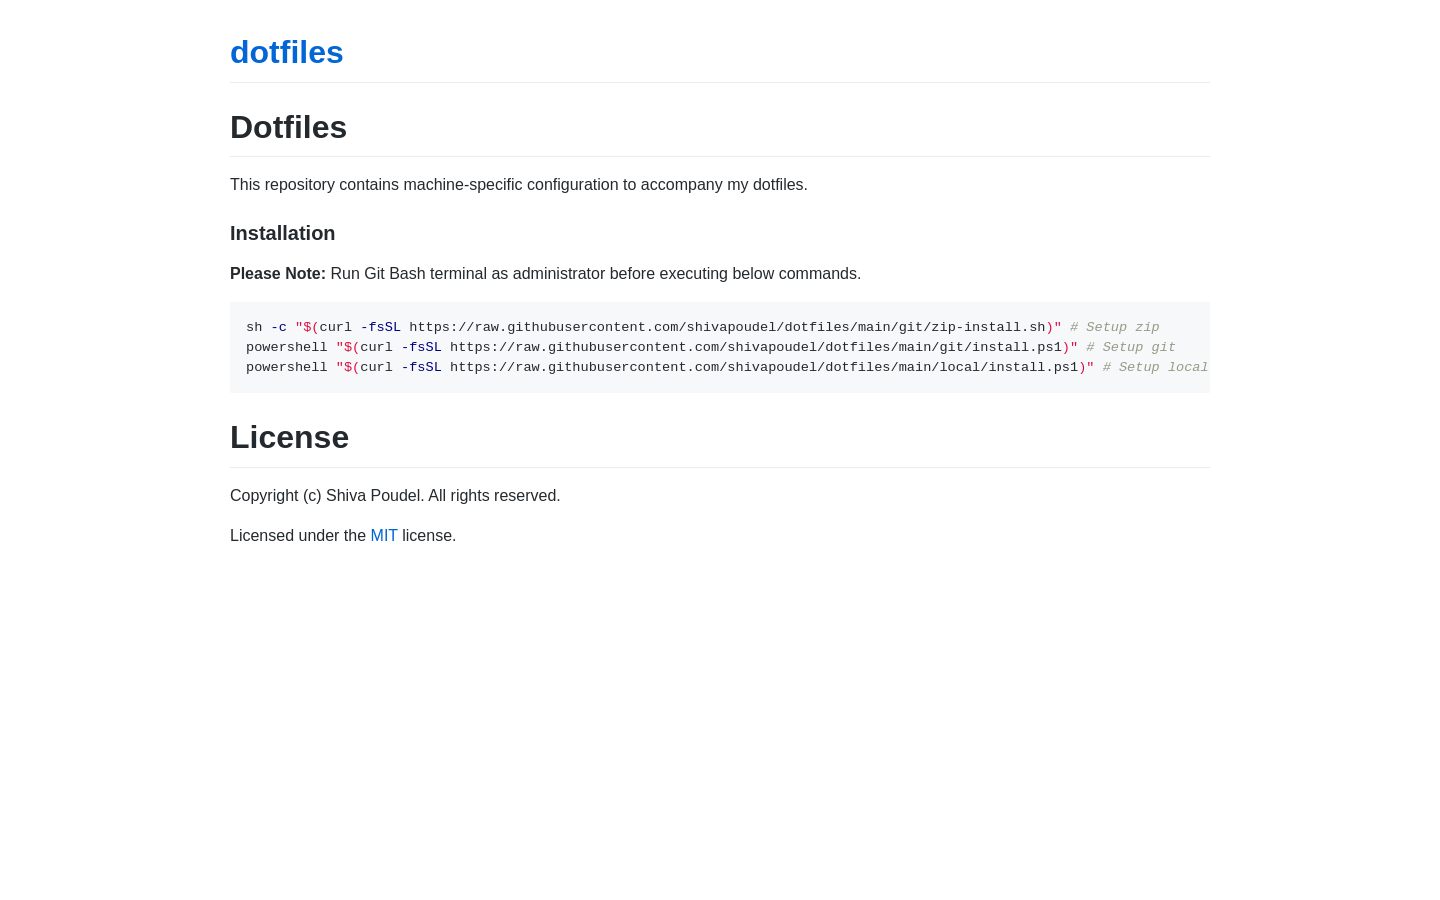 dotfiles
Dotfiles
This repository contains machine-specific configuration to accompany my dotfiles.
Installation
Please Note: Run Git Bash terminal as administrator before executing below commands.
sh -c "$(curl -fsSL https://raw.githubusercontent.com/shivapoudel/dotfiles/main/git/zip-install.sh)" # Setup zip
powershell "$(curl -fsSL https://raw.githubusercontent.com/shivapoudel/dotfiles/main/git/install.ps1)" # Setup git
powershell "$(curl -fsSL https://raw.githubusercontent.com/shivapoudel/dotfiles/main/local/install.ps1)" # Setup local
License
Copyright (c) Shiva Poudel. All rights reserved.
Licensed under the MIT license.